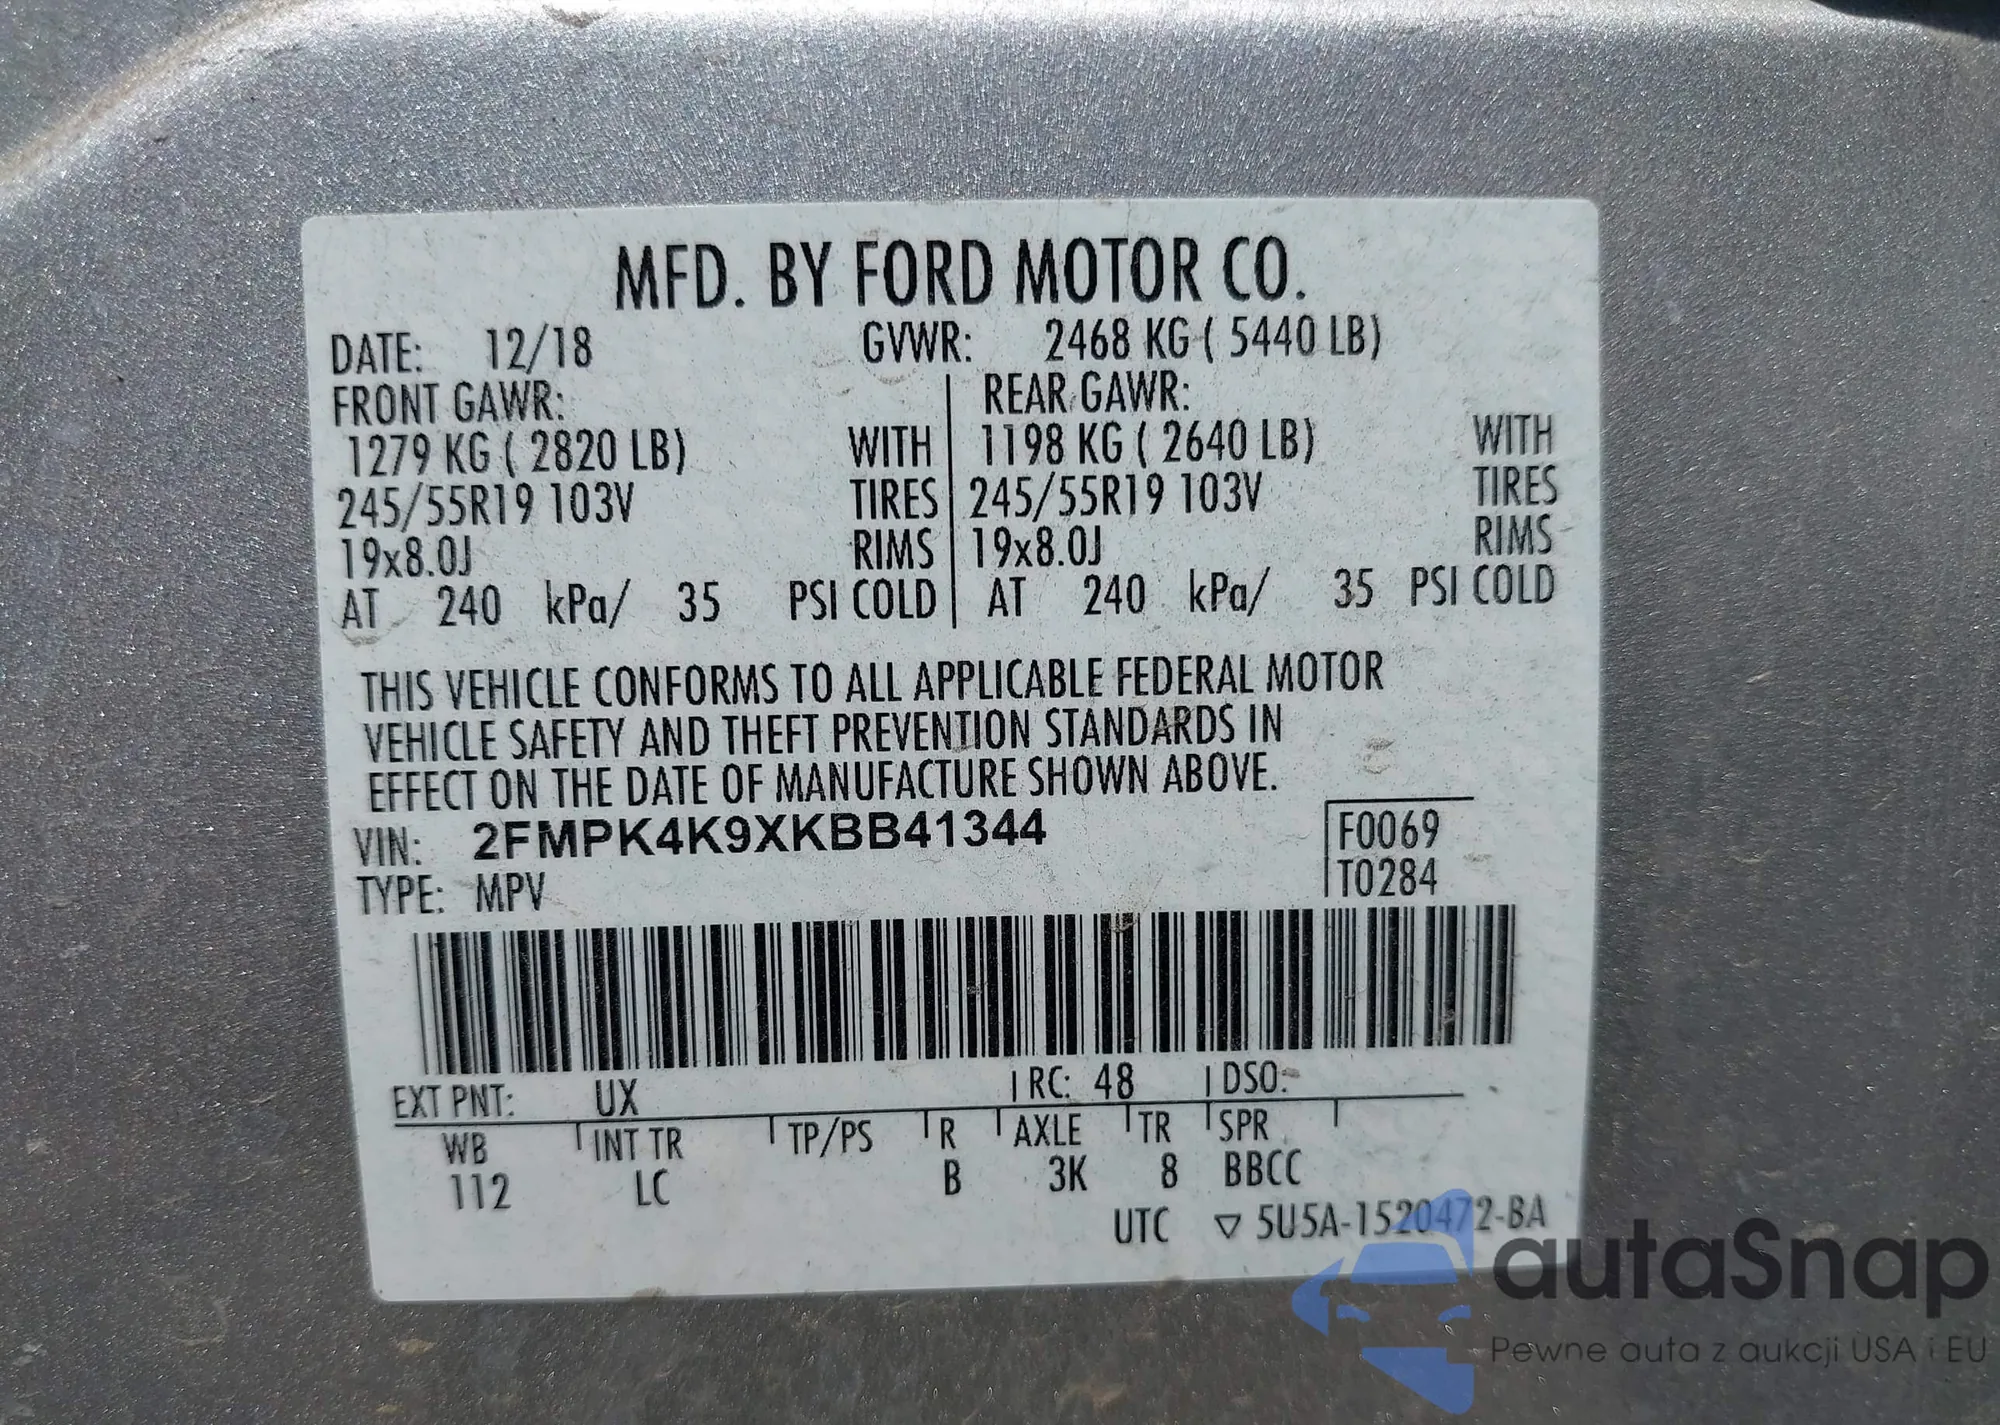 MFD. BY FORD MOTOR CO.
DATE: 12/18 GVWR: 2468 KG ( 5440 LB)
FRONT GAWR: REAR GAWR:
1279 KG ( 2820 LB) WITH 1198 KG ( 2640 LB) WITH
245/55R19 103V TIRES 245/55R19 103V TIRES
19x8.0J RIMS 19x8.0J RIMS
AT 240 kPa/ 35 PSI COLD AT 240 kPa/ 35 PSI COLD
THIS VEHICLE CONFORMS TO ALL APPLICABLE FEDERAL MOTOR
VEHICLE SAFETY AND THEFT PREVENTION STANDARDS IN
EFFECT ON THE DATE OF MANUFACTURE SHOWN ABOVE.
VIN: 2FMPK4K9XKBB41344 F0069
TYPE: MPV T0284
EXT PNT: UX RC: 48 DSO:
WB INT TR TP/PS R AXLE TR SPR
112 LC B 3K 8 BBCC
UTC ▽ 5U5A-1520472-BA
autaSnap
Pewne auta z aukcji USA i EU